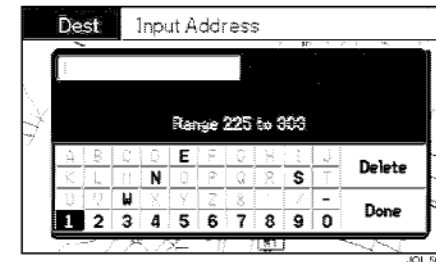 Dest Input Address
Range 225 to 303
A B C D E F G H I J
Delete
K L M N O P Q R S T
U V W X Y Z & - / -
Done
1 2 3 4 5 6 7 8 9 0